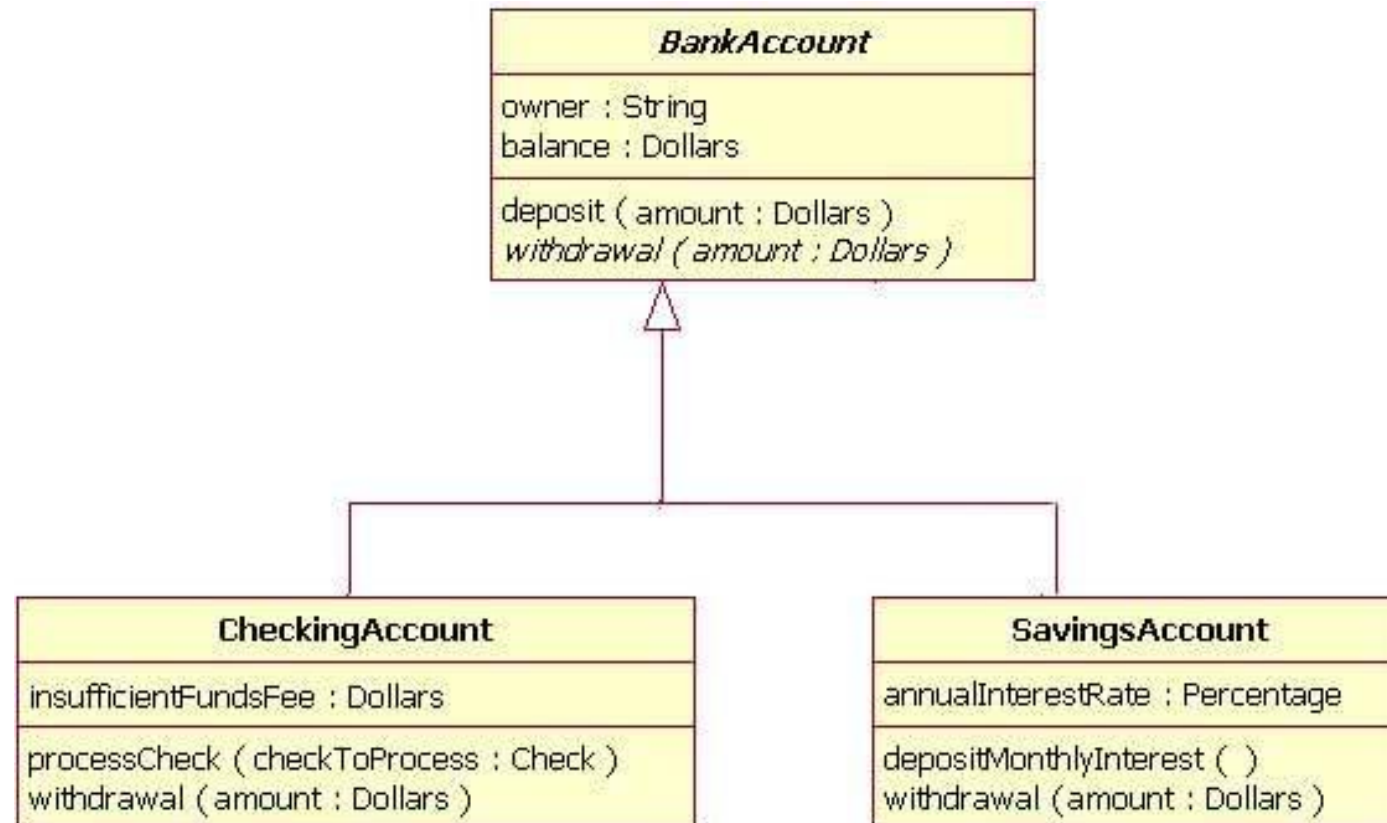 BankAccount
owner : String
balance : Dollars
deposit ( amount : Dollars )
withdrawal ( amount : Dollars )
CheckingAccount
insufficientFundsFee : Dollars
processCheck ( checkToProcess : Check )
withdrawal ( amount : Dollars )
SavingsAccount
annualInterestRate : Percentage
depositMonthlyInterest ( )
withdrawal ( amount : Dollars )